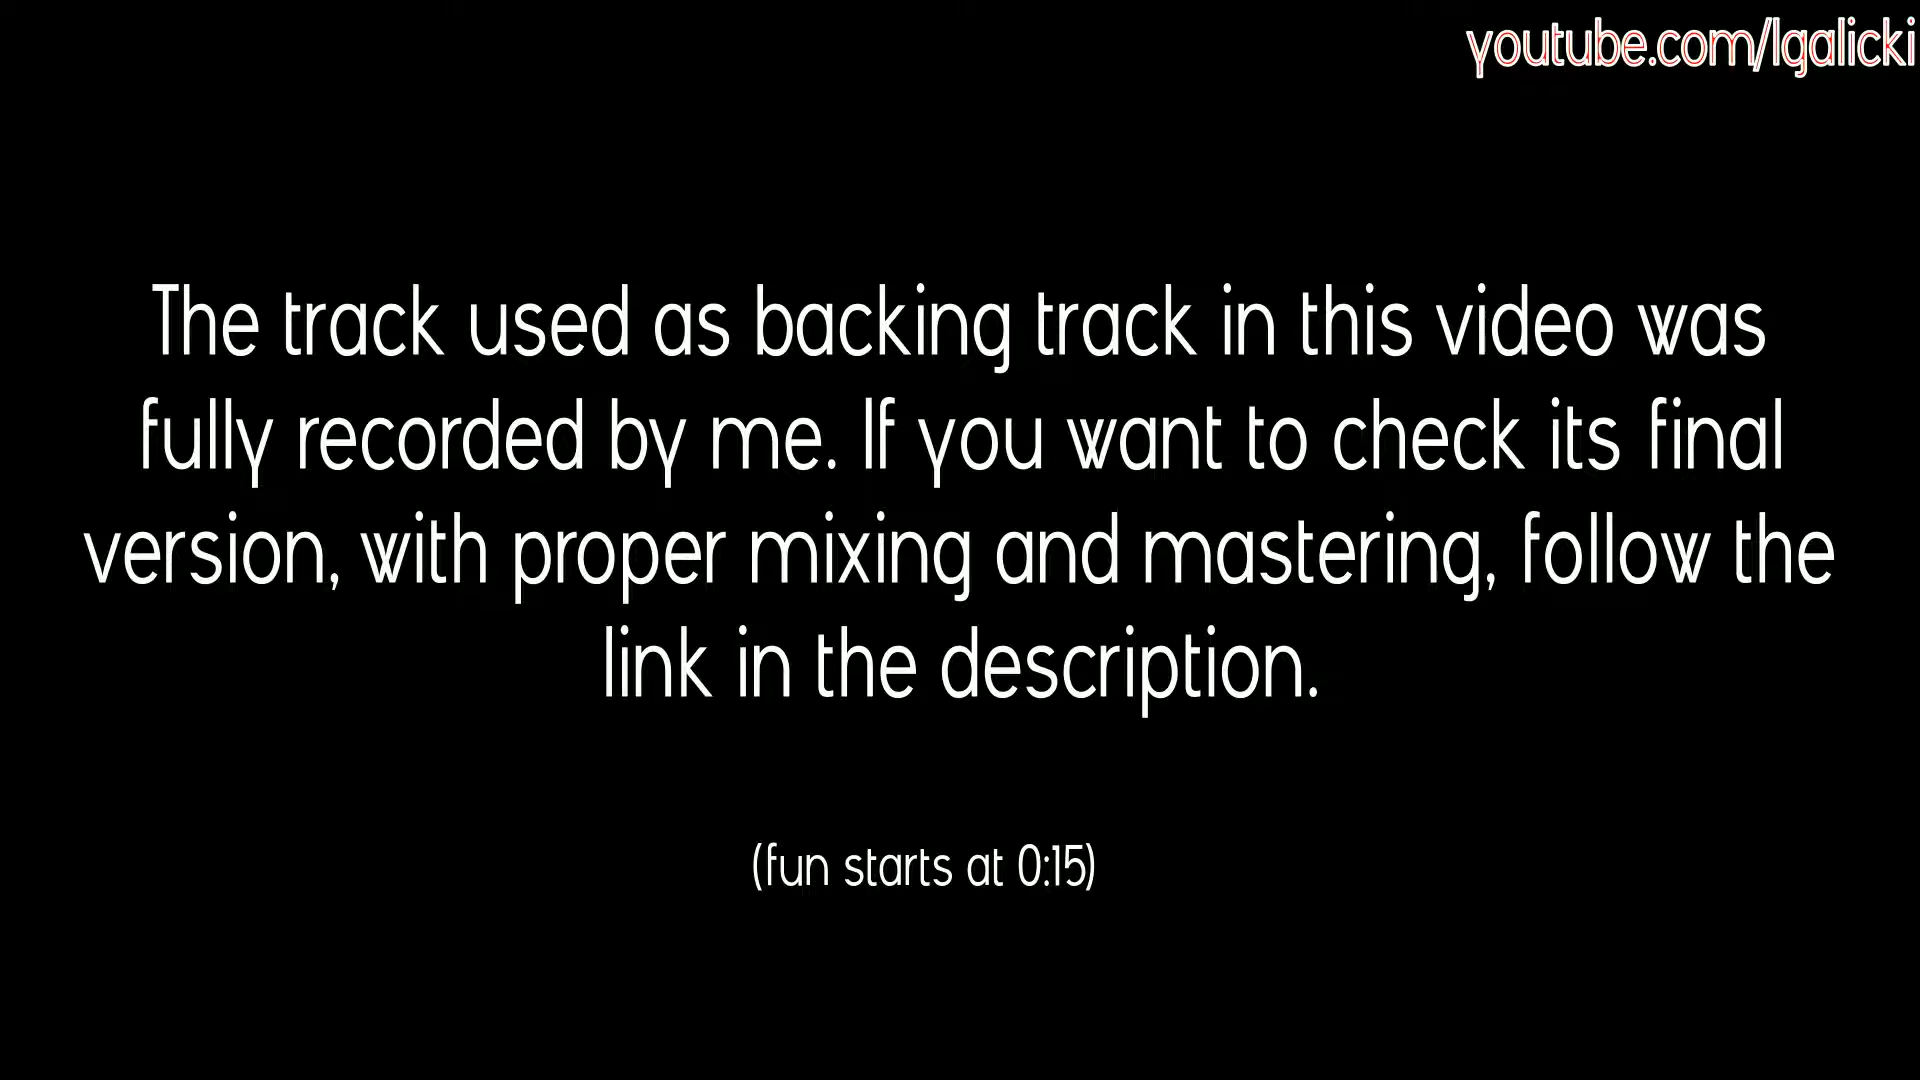 youtube.com/lgalicki
The track used as backing track in this video was
fully recorded by me. If you want to check its final
version, with proper mixing and mastering, follow the
link in the description.
(fun starts at 0:15)